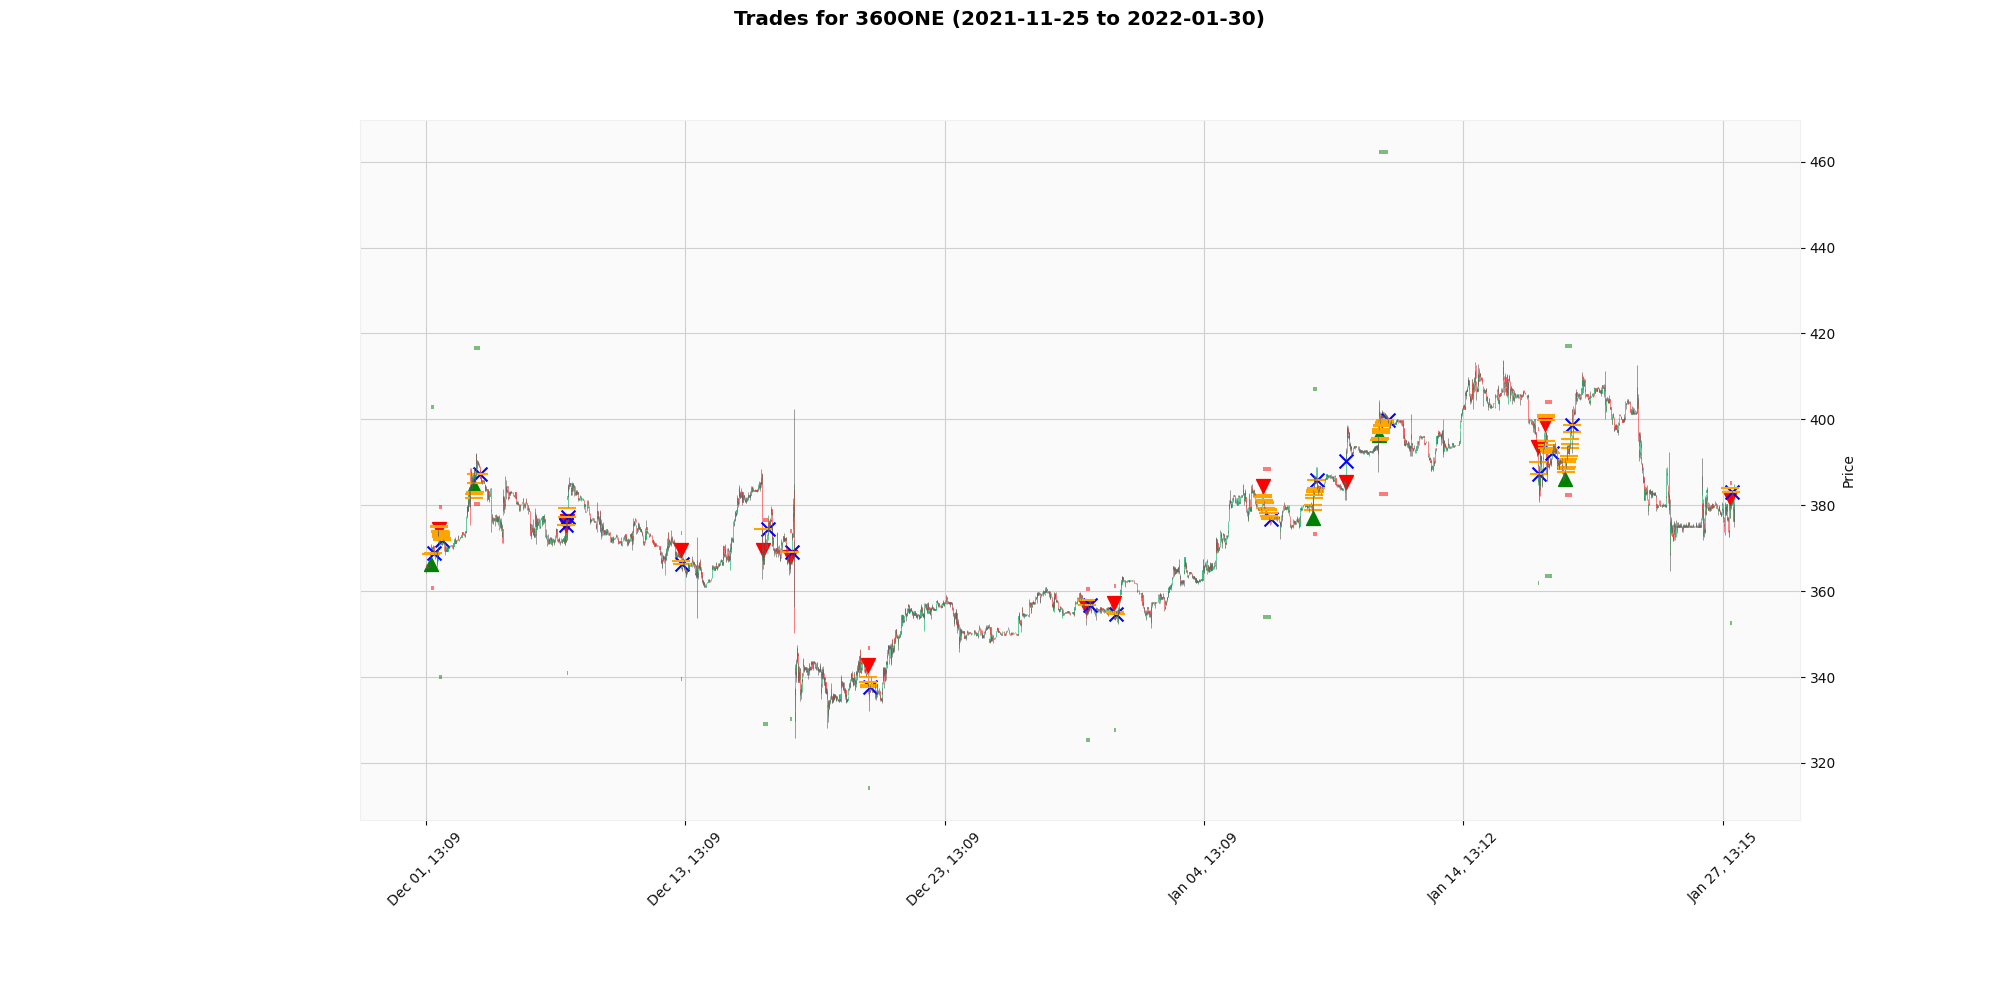 Trades for 360ONE (2021-11-25 to 2022-01-30)
460
440
420
400
380
360
340
320
Price
Dec 01, 13:09
Dec 13, 13:09
Dec 23, 13:09
Jan 04, 13:09
Jan 14, 13:12
Jan 27, 13:15